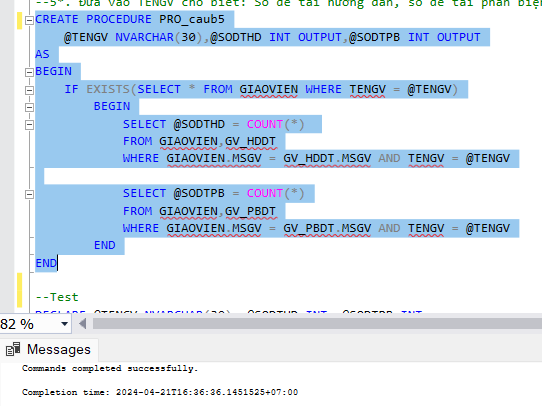 --5*. Đưa vào TENGV cho biết: Số đề tài hướng dẫn, số đề tài phản biện
CREATE PROCEDURE PRO_caub5
@TENGV NVARCHAR(30),@SODTHD INT OUTPUT,@SODTPB INT OUTPUT
AS
BEGIN
IF EXISTS(SELECT * FROM GIAOVIEN WHERE TENGV = @TENGV)
BEGIN
SELECT @SODTHD = COUNT(*)
FROM GIAOVIEN,GV_HDDT
WHERE GIAOVIEN.MSGV = GV_HDDT.MSGV AND TENGV = @TENGV
SELECT @SODTPB = COUNT(*)
FROM GIAOVIEN,GV_PBDT
WHERE GIAOVIEN.MSGV = GV_PBDT.MSGV AND TENGV = @TENGV
END
END
--Test
DECLARE @TENGV NVARCHAR(30), @SODTHD INT, @SODTPB INT
82 %
Messages
Commands completed successfully.
Completion time: 2024-04-21T16:36:36.1451525+07:00